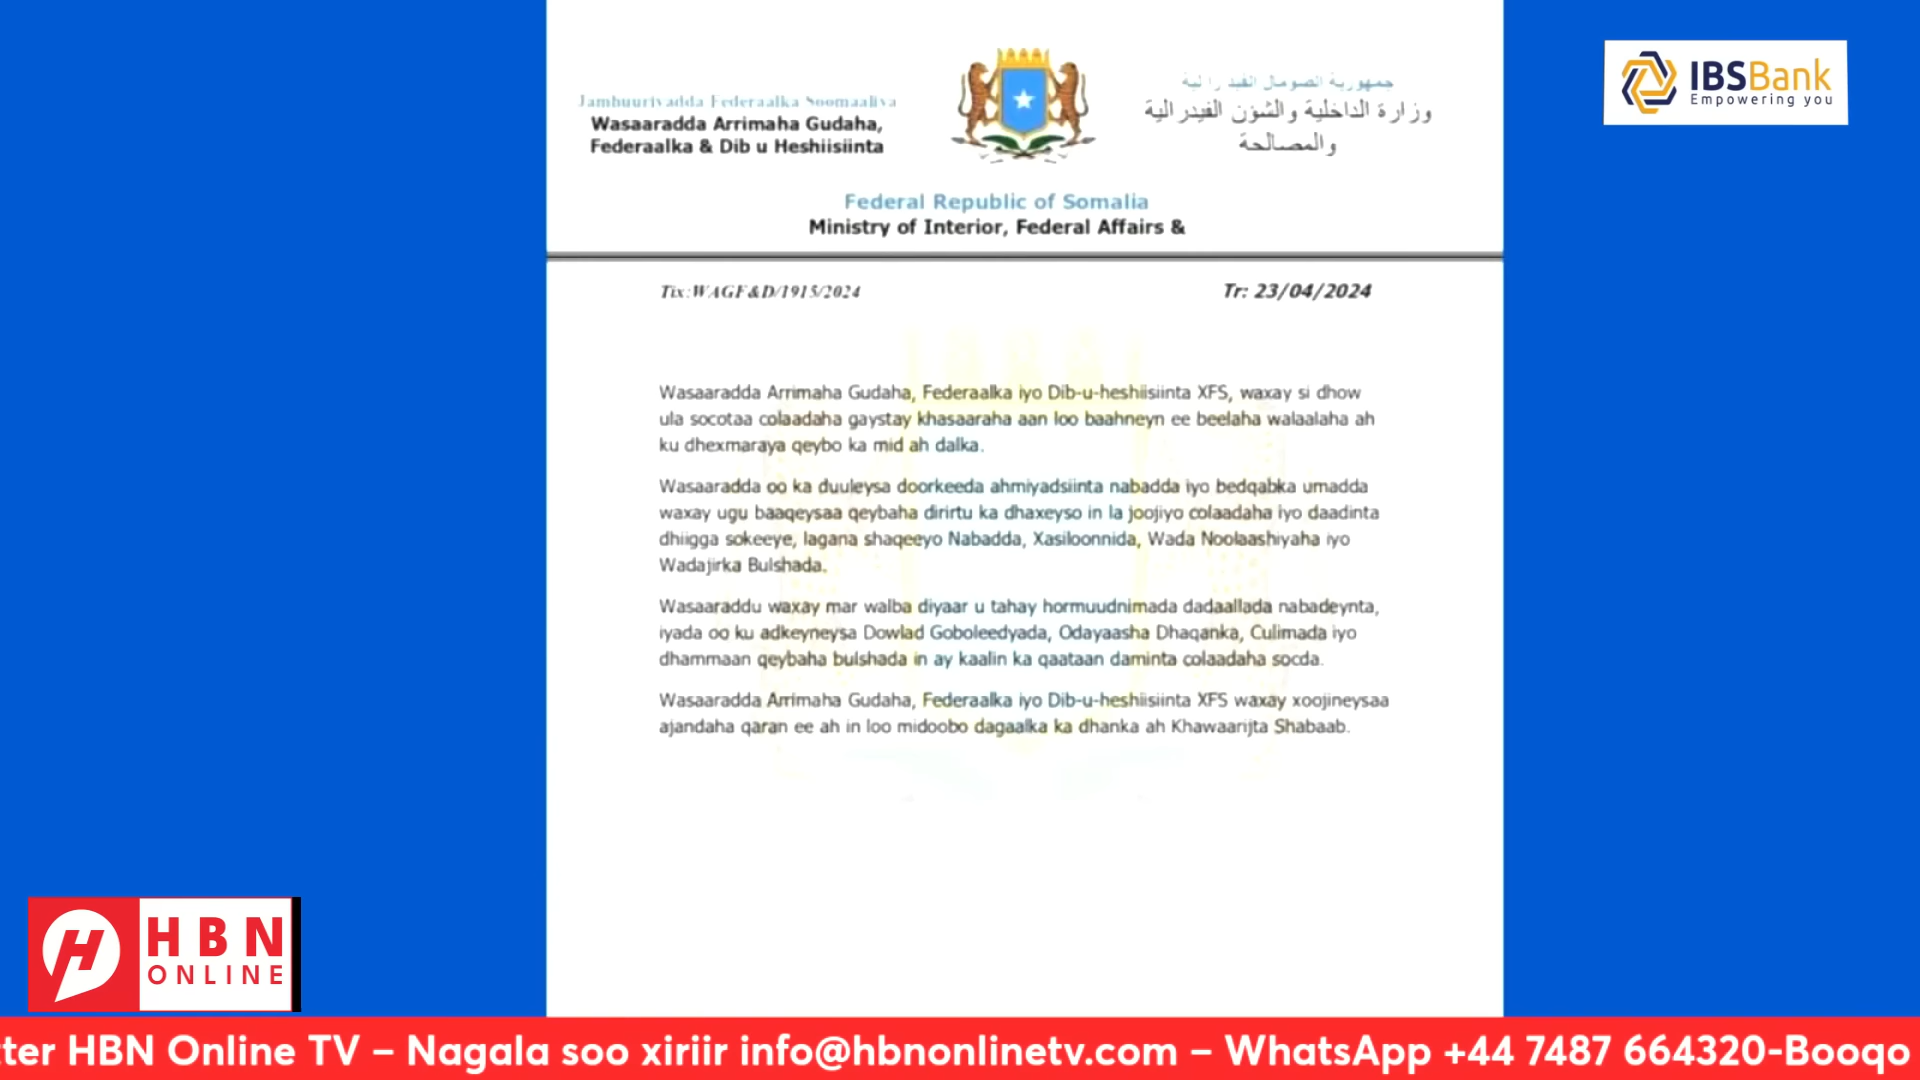 Jamhuuriyadda Federaalka Soomaaliya
Wasaaradda Arrimaha Gudaha,
Federaalka & Dib u Heshiisiinta
جمهورية الصومال الفيدرالية
وزارة الداخلية والشؤن الفيدرالية
والمصالحة
Federal Republic of Somalia
Ministry of Interior, Federal Affairs &
IBSBank
Empowering you
Tix:WAGF&D/1915/2024
Tr: 23/04/2024
Wasaaradda Arrimaha Gudaha, Federaalka iyo Dib-u-heshiisiinta XFS, waxay si dhow
ula socotaa colaadaha gaystay khasaaraha aan loo baahneyn ee beelaha walaalaha ah
ku dhexmaraya qeybo ka mid ah dalka.
Wasaaradda oo ka duuleysa doorkeeda ahmiyadsiinta nabadda iyo bedqabka umadda
waxay ugu baaqeysaa qeybaha dirirtu ka dhaxeyso in la joojiyo colaadaha iyo daadinta
dhiigga sokeeye, lagana shaqeeyo Nabadda, Xasiloonnida, Wada Noolaashiyaha iyo
Wadajirka Bulshada.
Wasaaraddu waxay mar walba diyaar u tahay hormuudnimada dadaallada nabadeynta,
iyada oo ku adkeyneysa Dowlad Goboleedyada, Odayaasha Dhaqanka, Culimada iyo
dhammaan qeybaha bulshada in ay kaalin ka qaataan daminta colaadaha socda.
Wasaaradda Arrimaha Gudaha, Federaalka iyo Dib-u-heshiisiinta XFS waxay xoojineysaa
ajandaha qaran ee ah in loo midoobo dagaalka ka dhanka ah Khawaarijta Shabaab.
HBN
ONLINE
tter HBN Online TV – Nagala soo xiriir info@hbnonlinetv.com – WhatsApp +44 7487 664320-Booqo